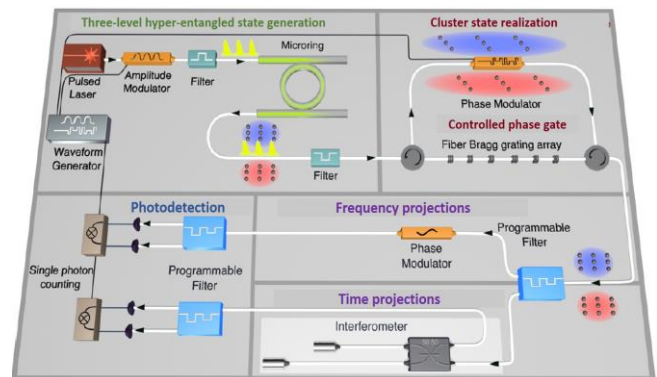 Three-level hyper-entangled state generation
Cluster state realization
Microring
Pulsed
Laser
Amplitude
Modulator
Filter
Phase Modulator
Controlled phase gate
Fiber Bragg grating array
Waveform
Generator
Filter
Photodetection
Frequency projections
Programmable
Filter
Phase
Modulator
Single photon
counting
Programmable
Filter
Time projections
Interferometer
50:50